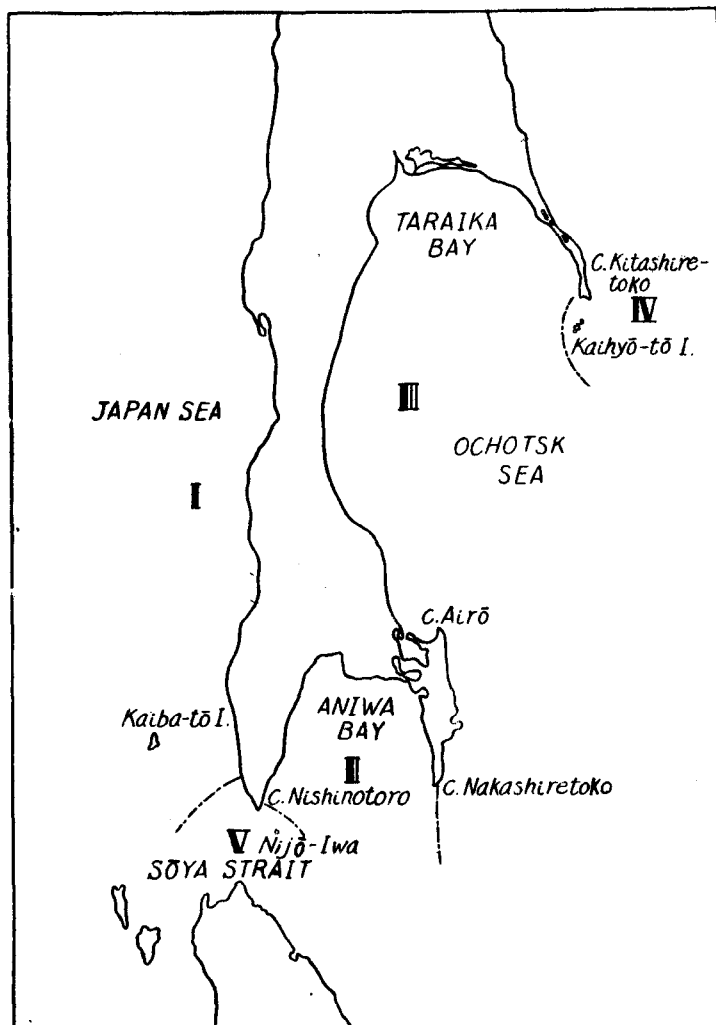 TARAIKA
BAY
C.Kitashire-
toko
IV
Kaihyō-tō I.
III
JAPAN SEA
OCHOTSK
SEA
I
C.Airō
ANIWA
BAY
Kaiba-tō I.
II
C.Nishinotoro
C.Nakashiretoko
V Nijō-Iwa
SŌYA STRAIT